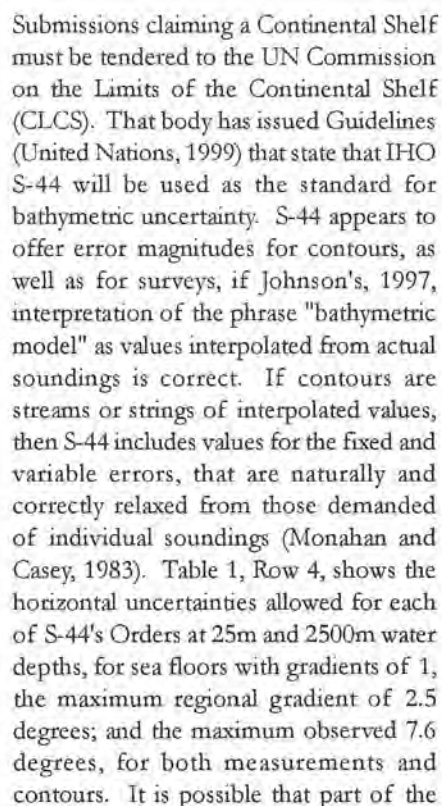 Submissions claiming a Continental Shelf
must be tendered to the UN Commission
on the Limits of the Continental Shelf
(CLCS). That body has issued Guidelines
(United Nations, 1999) that state that IHO
S-44 will be used as the standard for
bathymetric uncertainty. S-44 appears to
offer error magnitudes for contours, as
well as for surveys, if Johnson's, 1997,
interpretation of the phrase "bathymetric
model" as values interpolated from actual
soundings is correct. If contours are
streams or strings of interpolated values,
then S-44 includes values for the fixed and
variable errors, that are naturally and
correctly relaxed from those demanded
of individual soundings (Monahan and
Casey, 1983). Table 1, Row 4, shows the
horizontal uncertainties allowed for each
of S-44's Orders at 25m and 2500m water
depths, for sea floors with gradients of 1,
the maximum regional gradient of 2.5
degrees; and the maximum observed 7.6
degrees, for both measurements and
contours. It is possible that part of the